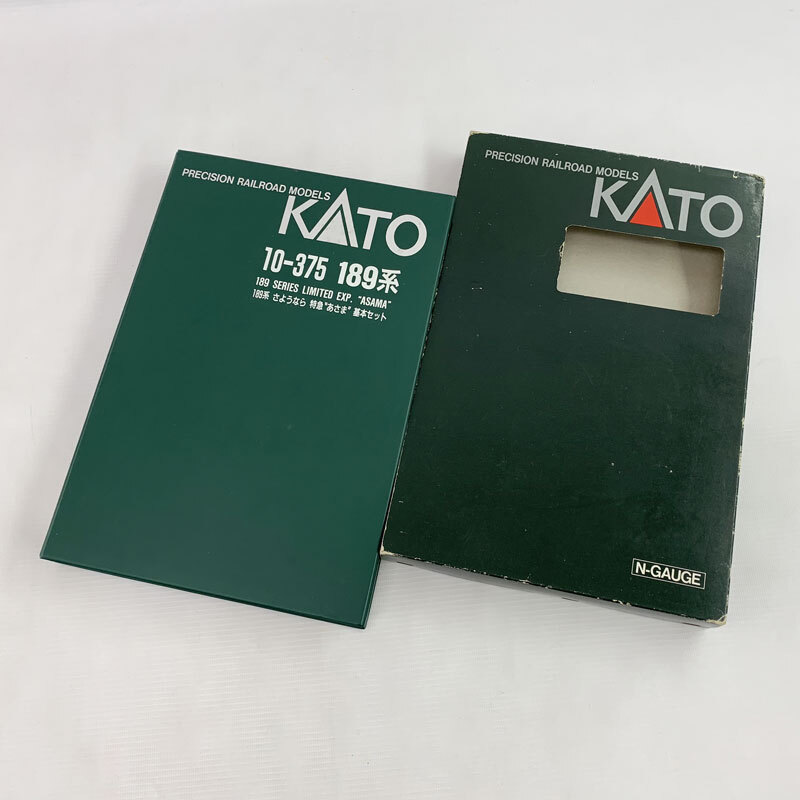 PRECISION RAILROAD MODELS
KATO
10-375 189系
189 SERIES LIMITED EXP. "ASAMA"
189系 さようなら 特急"あさま" 基本セット
PRECISION RAILROAD MODELS
KATO
N-GAUGE